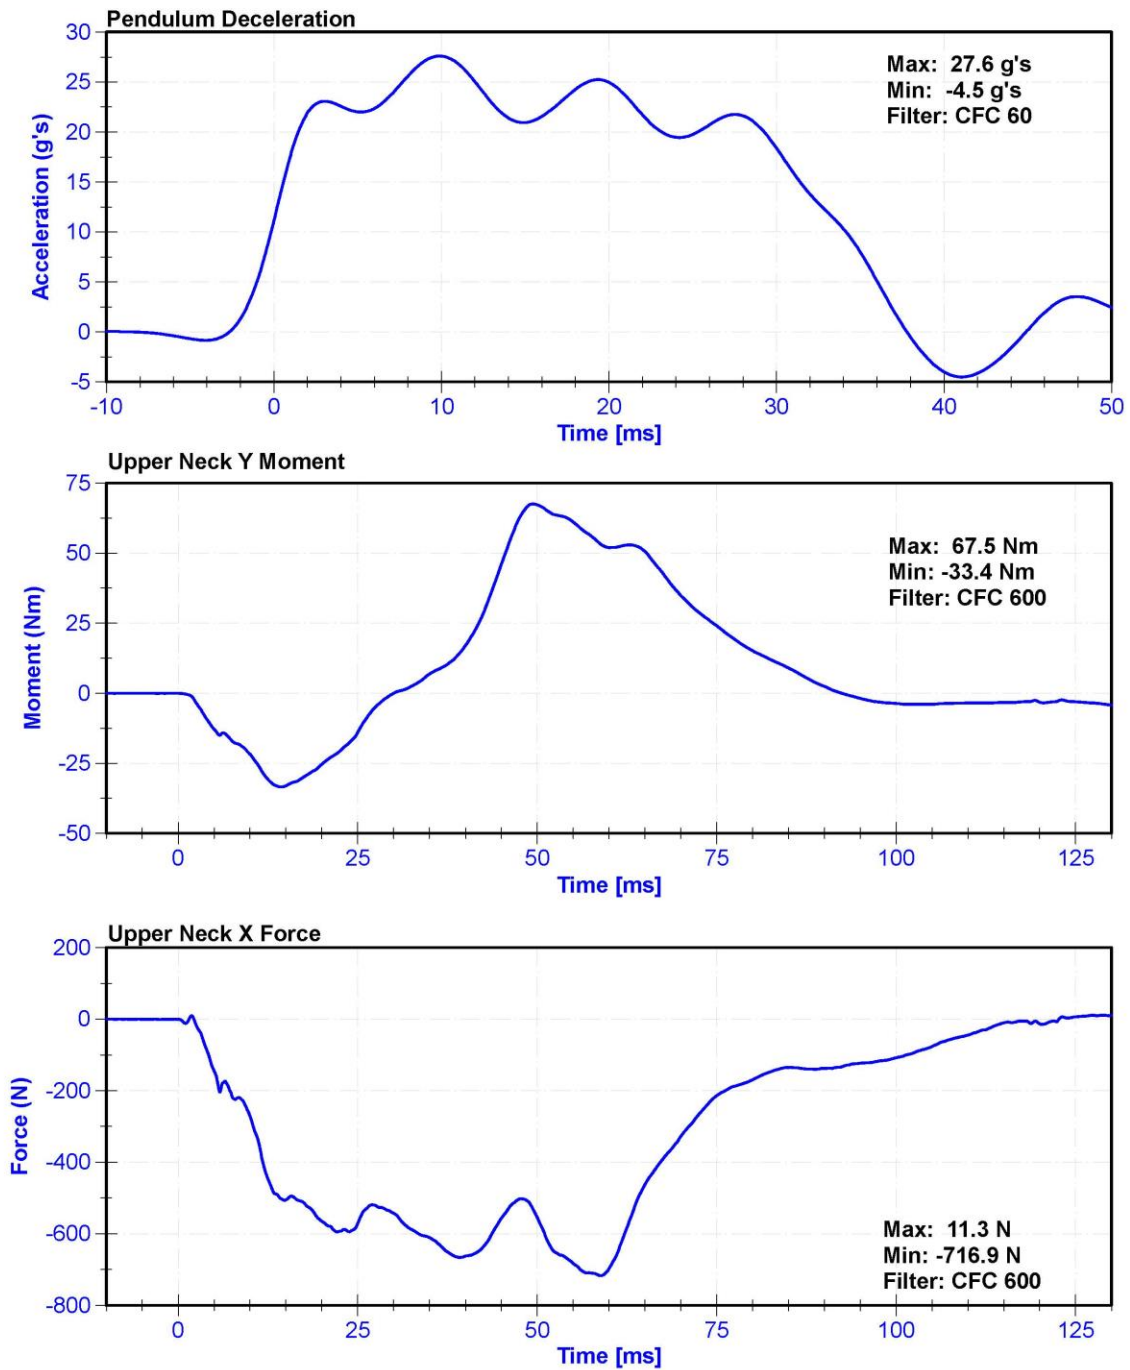 Pendulum Deceleration
30
25
20
15
10
5
0
-5
Acceleration (g's)
Max: 27.6 g's
Min: -4.5 g's
Filter: CFC 60
-10 0 10 20 30 40 50
Time [ms]
Upper Neck Y Moment
75
50
25
0
-25
-50
Moment (Nm)
Max: 67.5 Nm
Min: -33.4 Nm
Filter: CFC 600
0 25 50 75 100 125
Time [ms]
Upper Neck X Force
200
0
-200
-400
-600
-800
Force (N)
Max: 11.3 N
Min: -716.9 N
Filter: CFC 600
0 25 50 75 100 125
Time [ms]